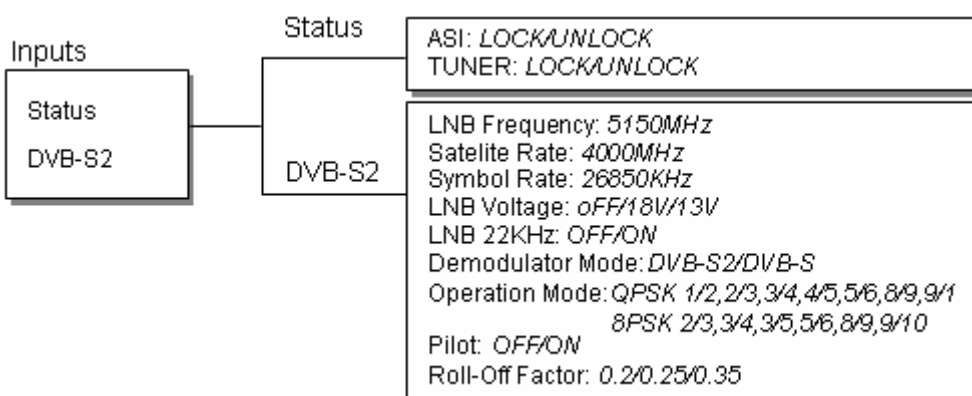 Inputs
Status
DVB-S2
Status
ASI: LOCK/UNLOCK
TUNER: LOCK/UNLOCK
DVB-S2
LNB Frequency: 5150MHz
Satelite Rate: 4000MHz
Symbol Rate: 26850KHz
LNB Voltage: oFF/18V/13V
LNB 22KHz: OFF/ON
Demodulator Mode: DVB-S2/DVB-S
Operation Mode: QPSK 1/2,2/3,3/4,4/5,5/6,8/9,9/1
8PSK 2/3,3/4,3/5,5/6,8/9,9/10
Pilot: OFF/ON
Roll-Off Factor: 0.2/0.25/0.35